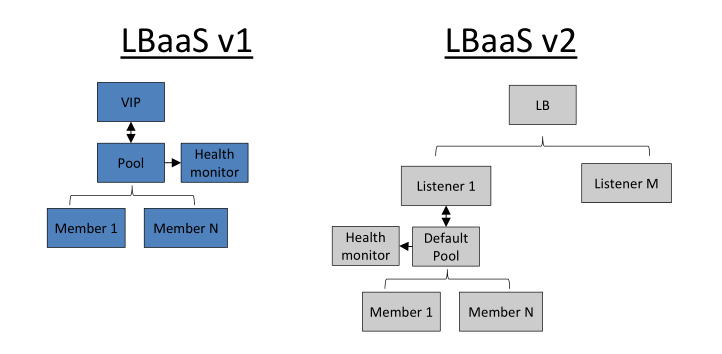 LBaaS v1
VIP
Pool
Health
monitor
Member 1
Member N
LBaaS v2
LB
Listener 1
Listener M
Health
monitor
Default
Pool
Member 1
Member N